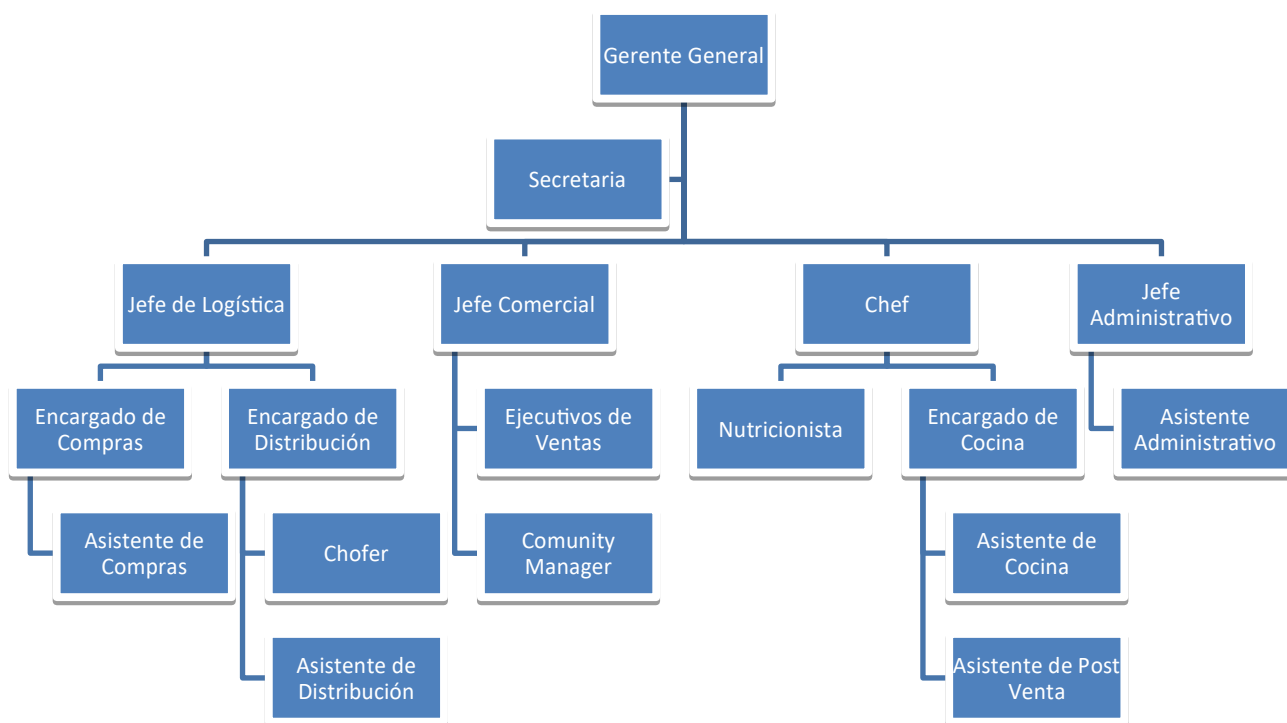 Gerente General
Secretaria
Jefe de Logística
Jefe Comercial
Chef
Jefe
Administrativo
Encargado de
Compras
Encargado de
Distribución
Ejecutivos de
Ventas
Nutricionista
Encargado de
Cocina
Asistente
Administrativo
Asistente de
Compras
Chofer
Comunity
Manager
Asistente de
Cocina
Asistente de
Distribución
Asistente de Post
Venta